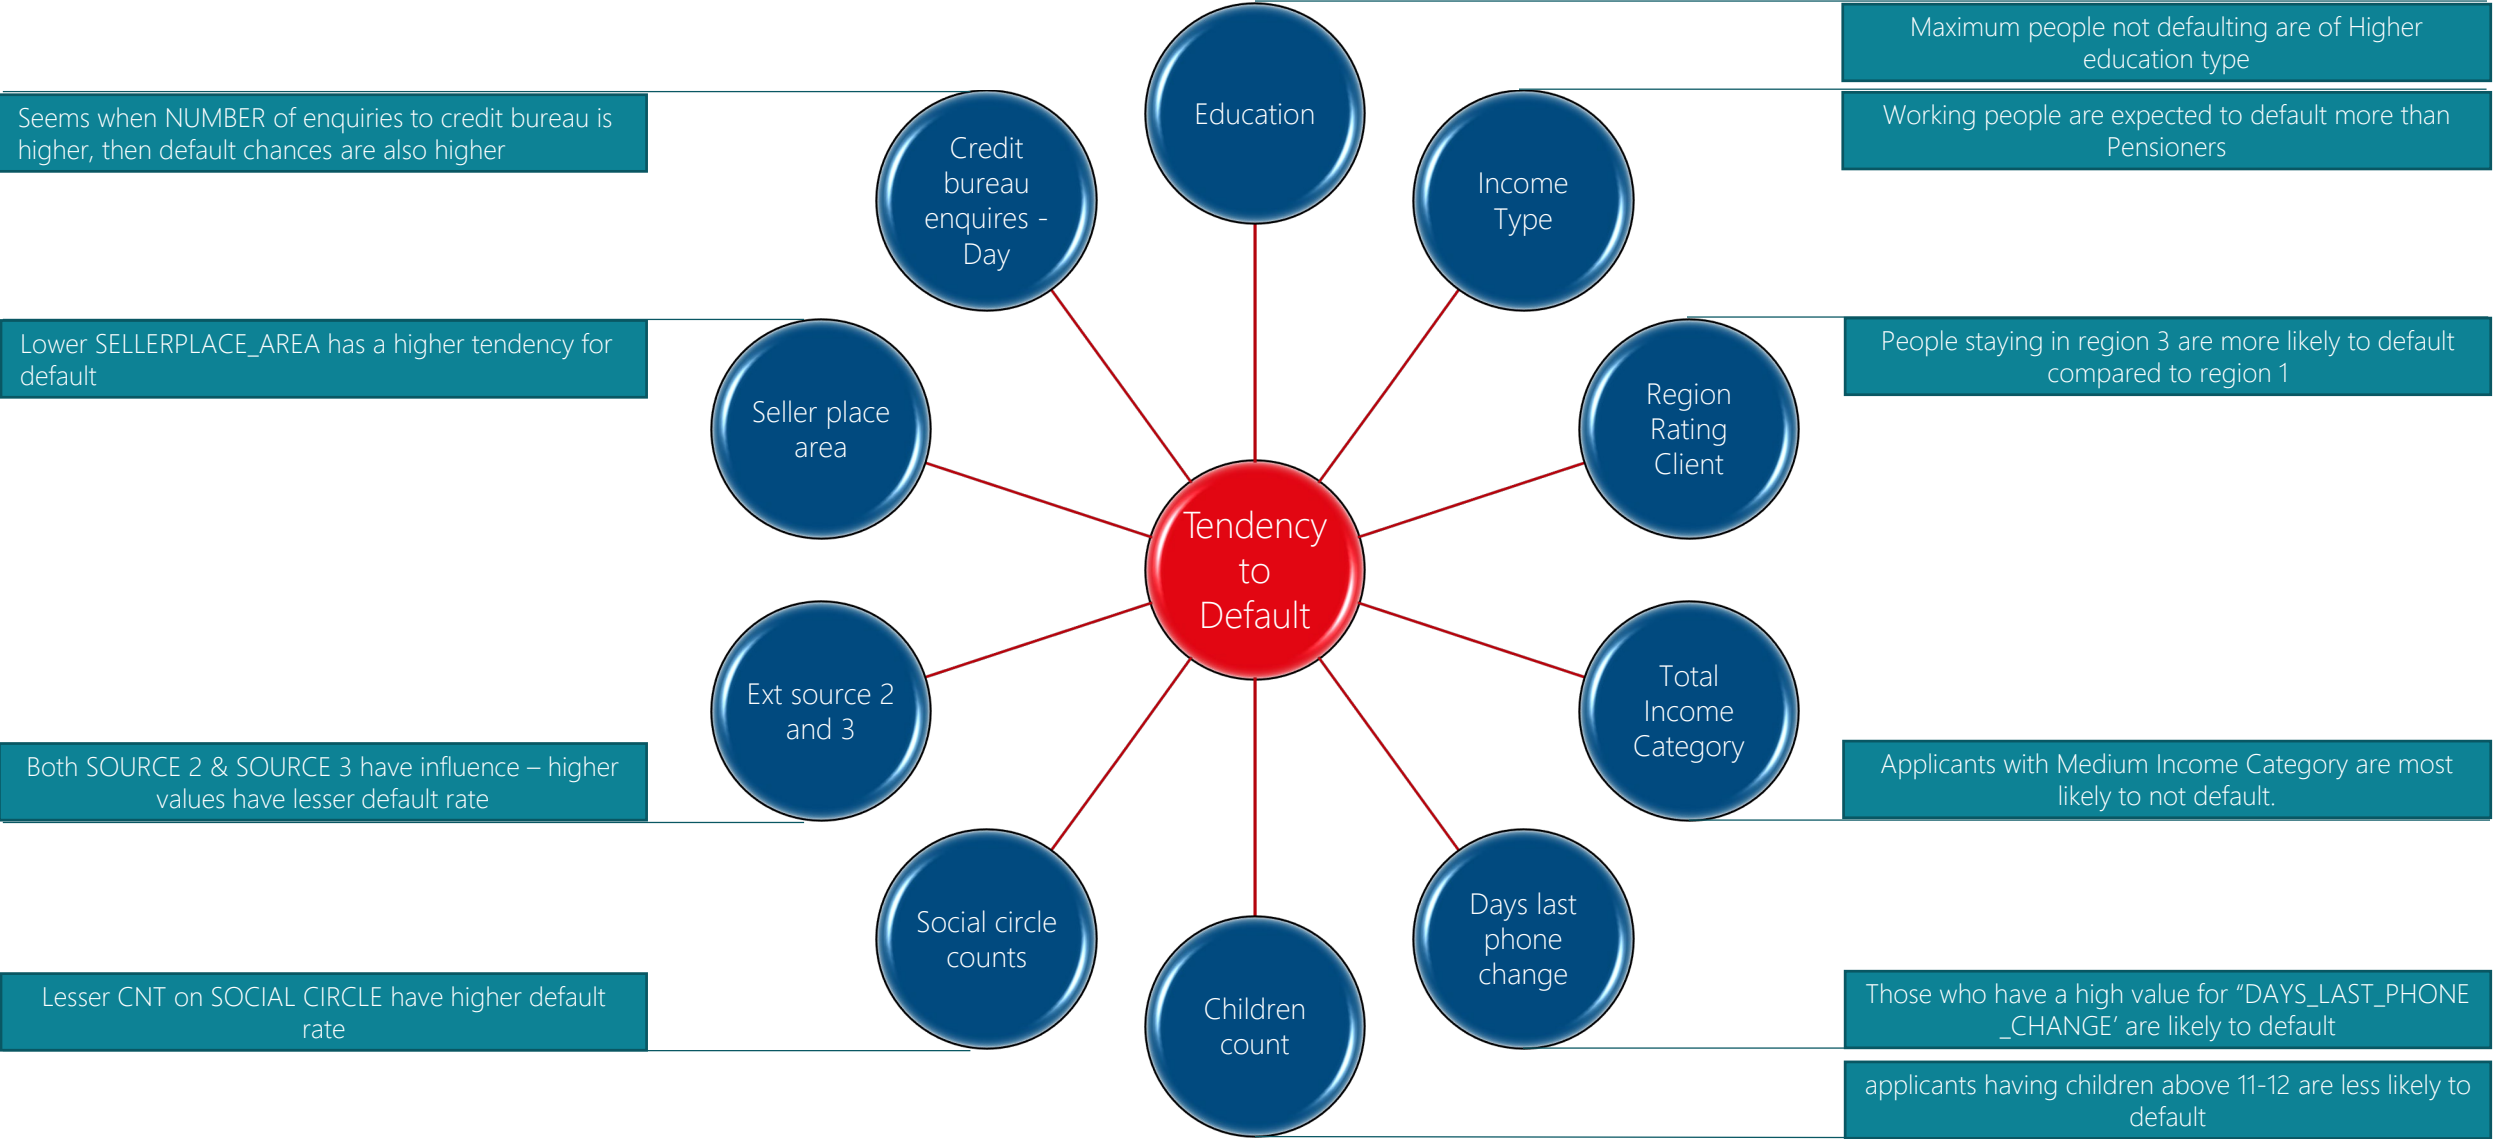 Maximum people not defaulting are of Higher
education type
Working people are expected to default more than
Pensioners
Seems when NUMBER of enquiries to credit bureau is
higher, then default chances are also higher
Education
Credit
bureau
enquires -
Day
Income
Type
Lower SELLERPLACE_AREA has a higher tendency for
default
People staying in region 3 are more likely to default
compared to region 1
Seller place
area
Region
Rating
Client
Tendency
to
Default
Ext source 2
and 3
Total
Income
Category
Both SOURCE 2 & SOURCE 3 have influence – higher
values have lesser default rate
Applicants with Medium Income Category are most
likely to not default.
Social circle
counts
Days last
phone
change
Children
count
Lesser CNT on SOCIAL CIRCLE have higher default
rate
Those who have a high value for “DAYS_LAST_PHONE
_CHANGE’ are likely to default
applicants having children above 11-12 are less likely to
default